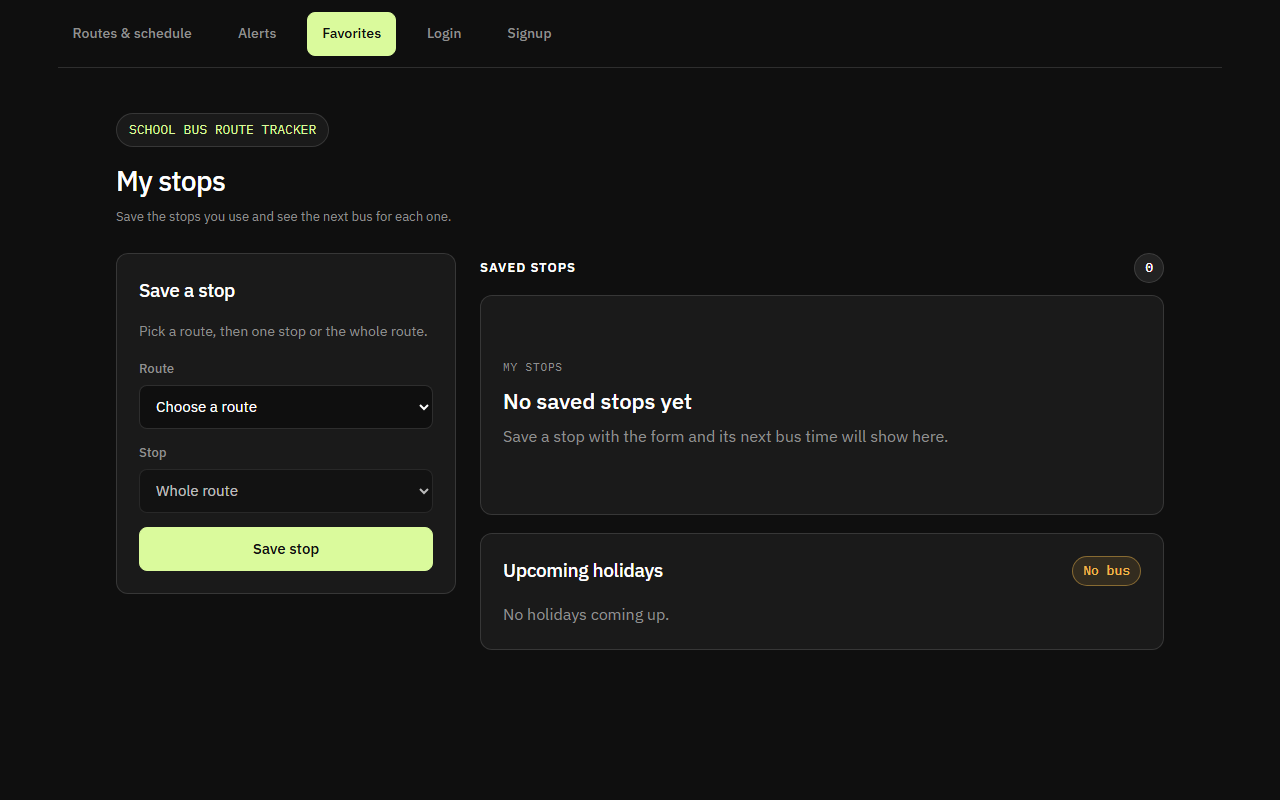 Routes & schedule
Alerts
Favorites
Login
Signup
SCHOOL BUS ROUTE TRACKER
My stops
Save the stops you use and see the next bus for each one.
Save a stop
Pick a route, then one stop or the whole route.
Route
Choose a route
Stop
Whole route
Save stop
SAVED STOPS
0
MY STOPS
No saved stops yet
Save a stop with the form and its next bus time will show here.
Upcoming holidays
No bus
No holidays coming up.